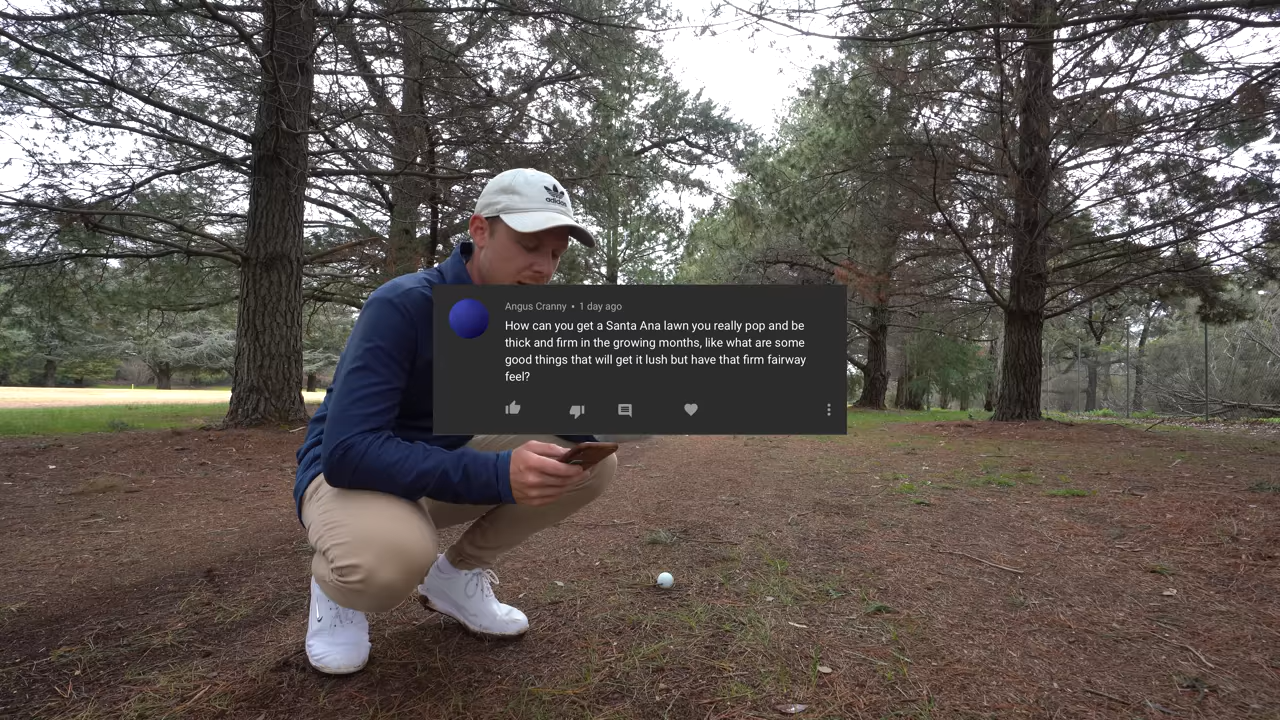 adidas
Angus Cranny • 1 day ago
How can you get a Santa Ana lawn you really pop and be
thick and firm in the growing months, like what are some
good things that will get it lush but have that firm fairway
feel?